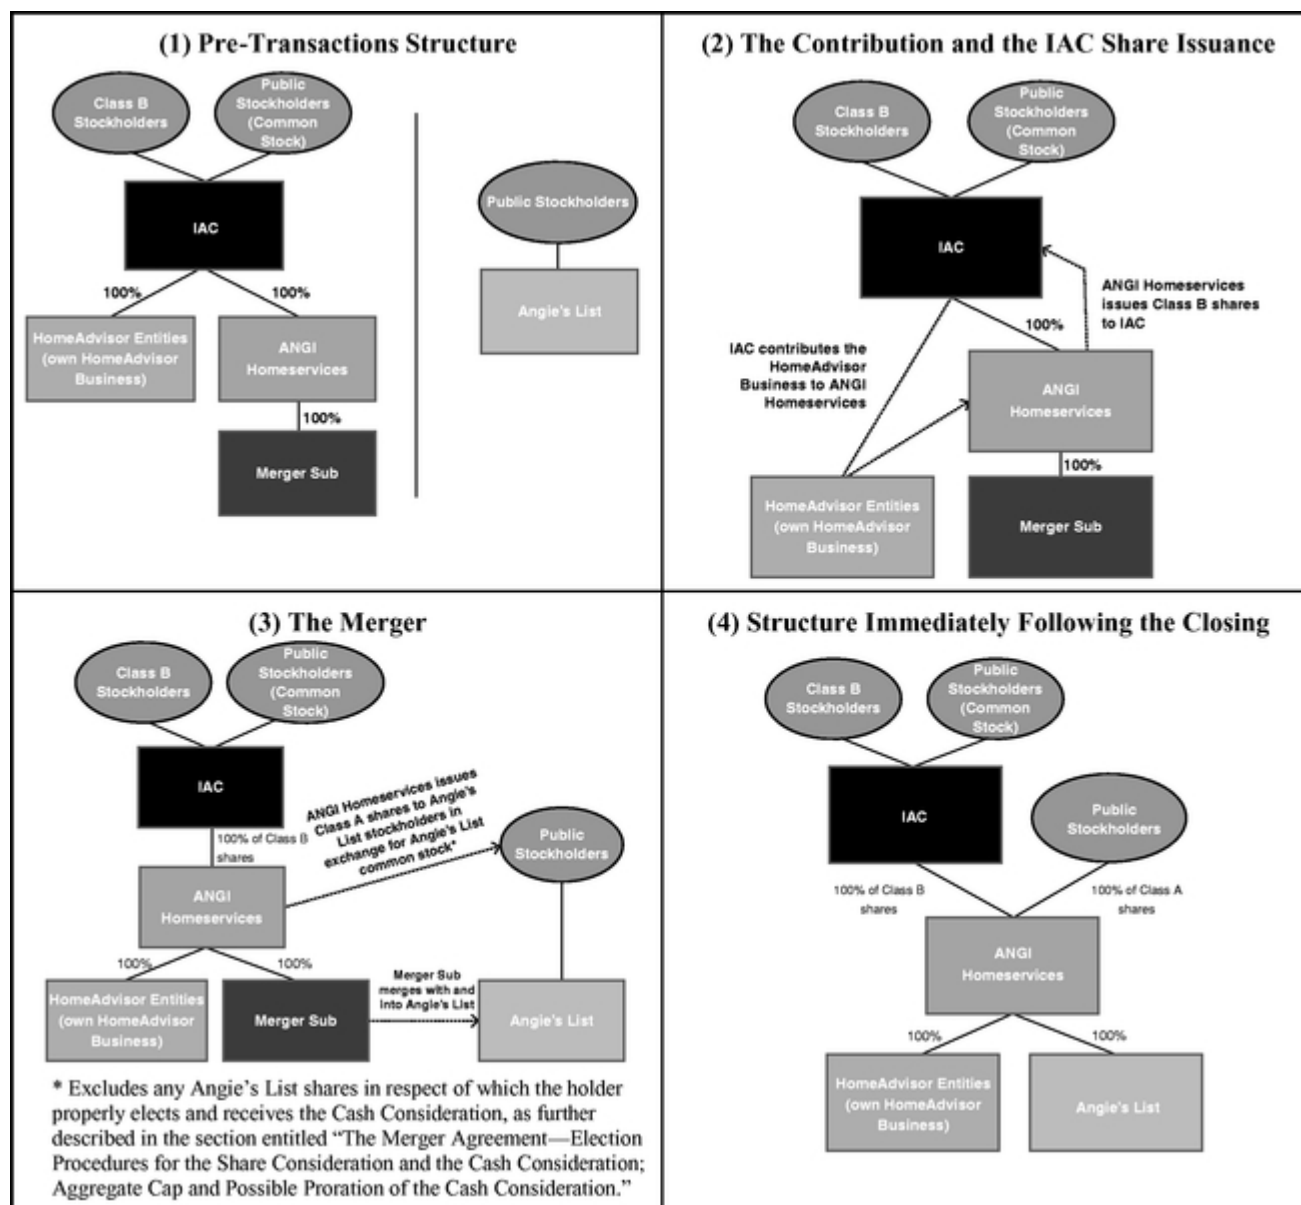 (1) Pre-Transactions Structure
Class B
Stockholders
Public
Stockholders
(Common
Stock)
IAC
100%
100%
HomeAdvisor Entities
(own HomeAdvisor
Business)
ANGI
Homeservices
100%
Merger Sub
Public Stockholders
Angie's List
(2) The Contribution and the IAC Share Issuance
Class B
Stockholders
Public
Stockholders
(Common
Stock)
IAC
ANGI Homeservices
issues Class B shares
to IAC
100%
IAC contributes the
HomeAdvisor
Business to ANGI
Homeservices
ANGI
Homeservices
100%
HomeAdvisor Entities
(own HomeAdvisor
Business)
Merger Sub
(3) The Merger
Class B
Stockholders
Public
Stockholders
(Common
Stock)
IAC
100% of Class B
shares
ANGI Homeservices issues
Class A shares to Angie's
List stockholders in
exchange for Angie's List
common stock*
Public
Stockholders
ANGI
Homeservices
100%
100%
HomeAdvisor Entities
(own HomeAdvisor
Business)
Merger Sub
Merger Sub
merges with and
into Angie's List
Angie's List
* Excludes any Angie’s List shares in respect of which the holder
properly elects and receives the Cash Consideration, as further
described in the section entitled “The Merger Agreement—Election
Procedures for the Share Consideration and the Cash Consideration;
Aggregate Cap and Possible Proration of the Cash Consideration.”
(4) Structure Immediately Following the Closing
Class B
Stockholders
Public
Stockholders
(Common
Stock)
IAC
Public
Stockholders
100% of Class B
shares
100% of Class A
shares
ANGI
Homeservices
100%
100%
HomeAdvisor Entities
(own HomeAdvisor
Business)
Angie's List